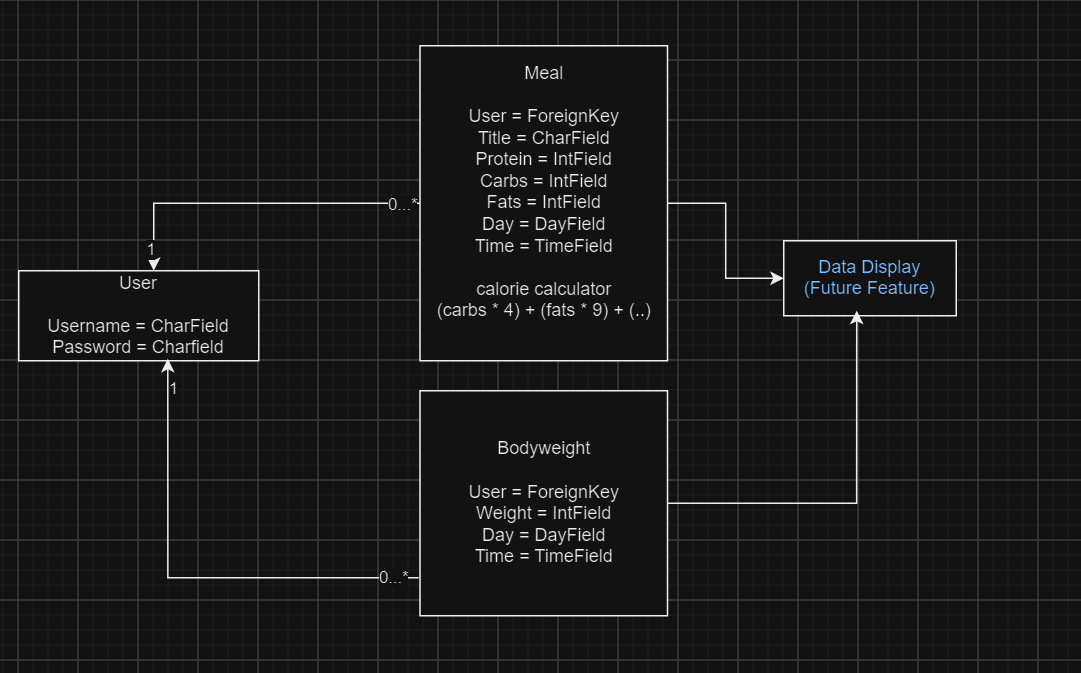 Meal
User = ForeignKey
Title = CharField
Protein = IntField
Carbs = IntField
Fats = IntField
Day = DayField
Time = TimeField
calorie calculator
(carbs * 4) + (fats * 9) + (..)
0...*
1
User
Username = CharField
Password = Charfield
1
Data Display
(Future Feature)
Bodyweight
User = ForeignKey
Weight = IntField
Day = DayField
Time = TimeField
0...*